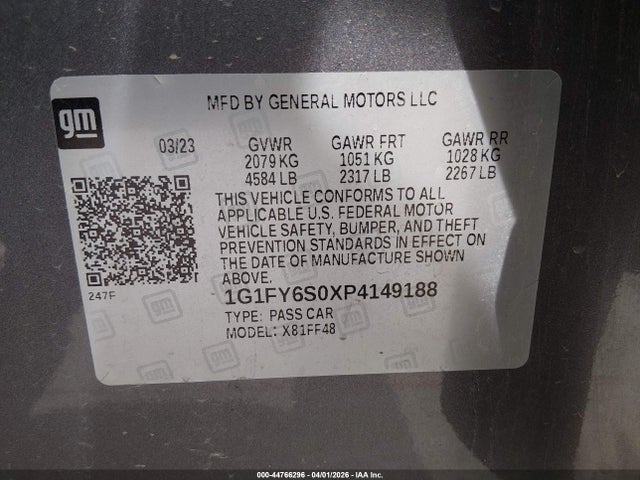 gm
MFD BY GENERAL MOTORS LLC
03/23 GVWR GAWR FRT GAWR RR
2079 KG 1051 KG 1028 KG
4584 LB 2317 LB 2267 LB
THIS VEHICLE CONFORMS TO ALL
APPLICABLE U.S. FEDERAL MOTOR
VEHICLE SAFETY, BUMPER, AND THEFT
PREVENTION STANDARDS IN EFFECT ON
THE DATE OF MANUFACTURE SHOWN
ABOVE.
247F
1G1FY6S0XP4149188
TYPE: PASS CAR
MODEL: X81FF48
000-44766296 - 04/01/2026 - IAA Inc.